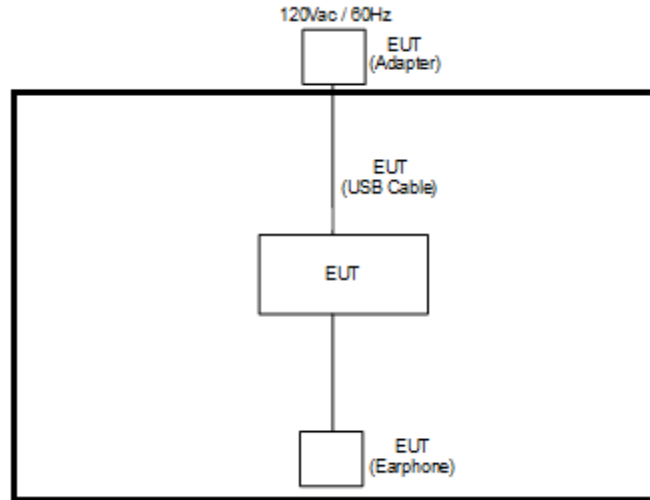 120Vac / 60Hz
EUT
(Adapter)
EUT
(USB Cable)
EUT
EUT
(Earphone)